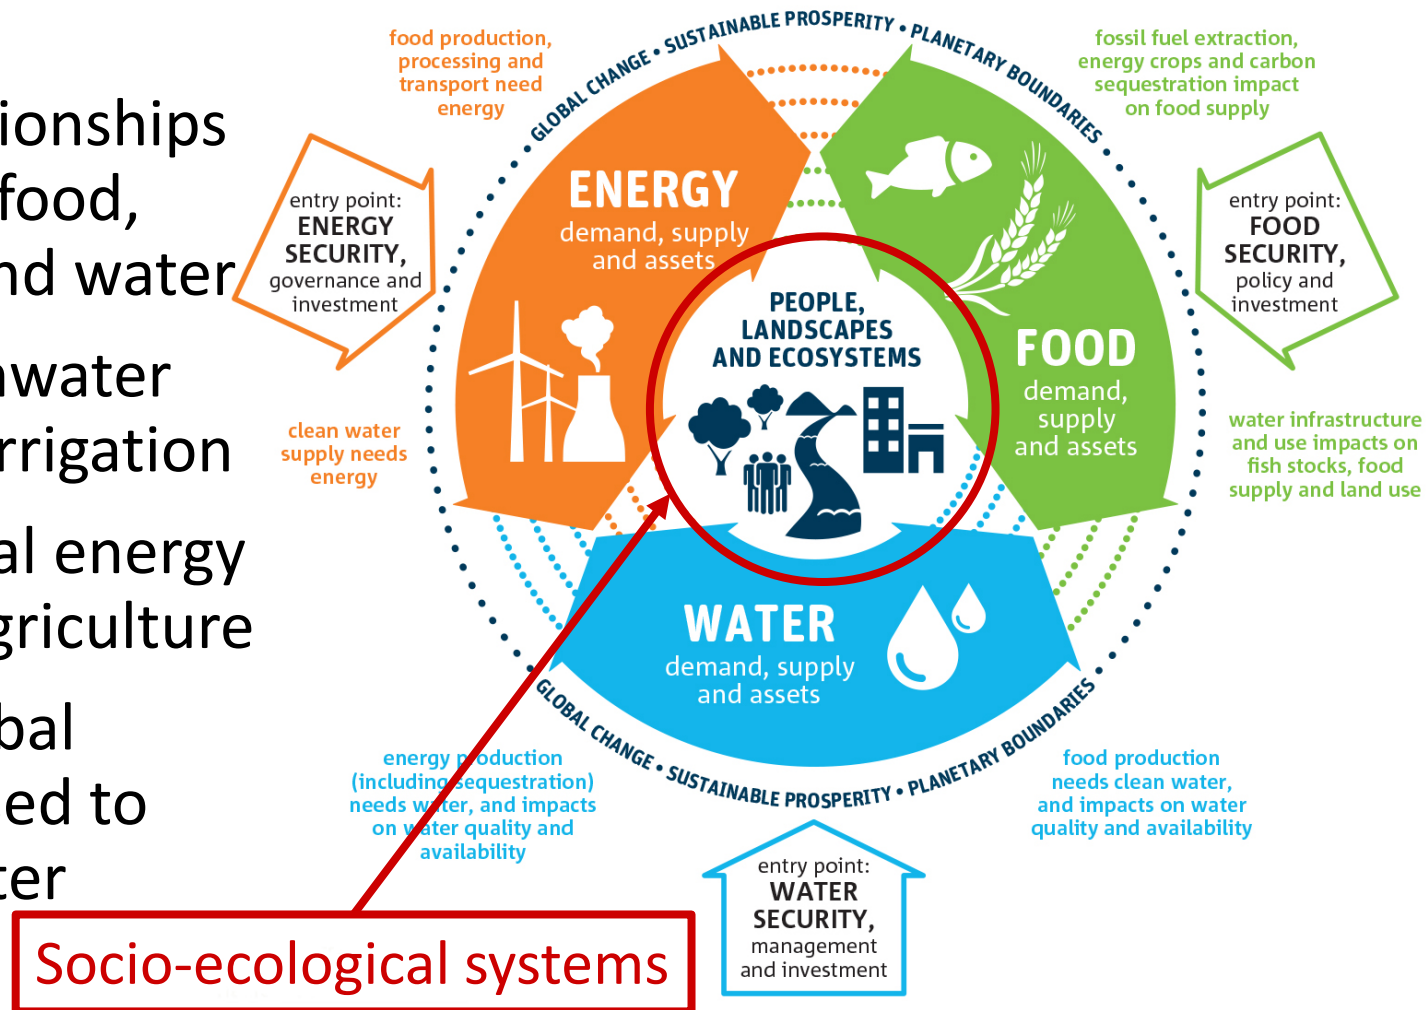 ionships
food,
nd water
water
rrigation
al energy
griculture
bal
ed to
ter
GLOBAL CHANGE • SUSTAINABLE PROSPERITY • PLANETARY BOUNDARIES
food production,
processing and
transport need
energy
fossil fuel extraction,
energy crops and carbon
sequestration impact
on food supply
entry point:
ENERGY
SECURITY,
governance and
investment
ENERGY
demand, supply
and assets
entry point:
FOOD
SECURITY,
policy and
investment
PEOPLE,
LANDSCAPES
AND ECOSYSTEMS
FOOD
demand,
supply
and assets
clean water
supply needs
energy
water infrastructure
and use impacts on
fish stocks, food
supply and land use
WATER
demand, supply
and assets
GLOBAL CHANGE • SUSTAINABLE PROSPERITY • PLANETARY BOUNDARIES
energy production
(including sequestration)
needs water, and impacts
on water quality and
availability
food production
needs clean water,
and impacts on water
quality and availability
entry point:
WATER
SECURITY,
management
and investment
Socio-ecological systems